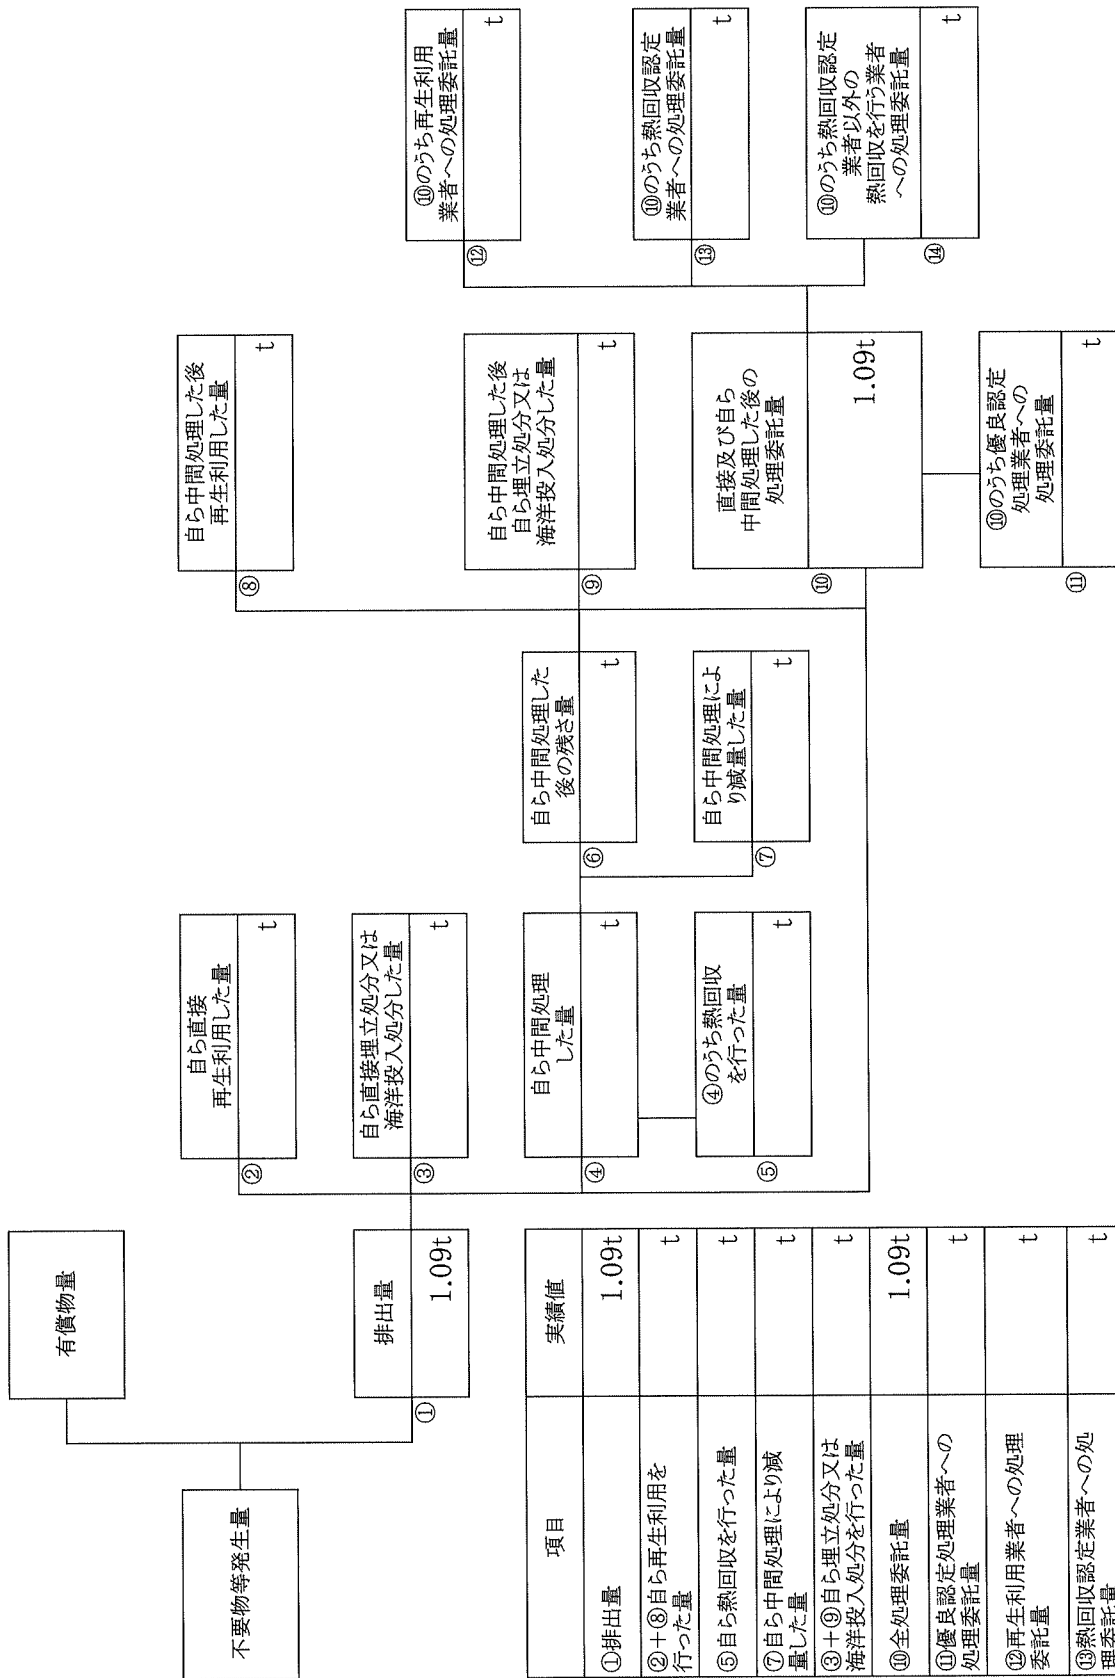 不要物等発生量
有償物量
排出量
①
1.09t
自ら直接
再生利用した量
②
t
自ら直接埋立処分又は
海洋投入処分した量
③
t
自ら中間処理
した量
④
t
④のうち熱回収
を行った量
⑤
t
自ら中間処理した
後の残さ量
⑥
t
自ら中間処理によ
り減量した量
⑦
t
自ら中間処理した後
再生利用した量
⑧
t
自ら中間処理した後
自ら埋立処分又は
海洋投入処分した量
⑨
t
直接及び自ら
中間処理した後の
処理委託量
⑩
1.09t
⑩のうち優良認定
処理業者への
処理委託量
⑪
t
⑩のうち再生利用
業者への処理委託量
⑫
t
⑩のうち熱回収認定
業者への処理委託量
⑬
t
⑩のうち熱回収認定
業者以外の
熱回収を行う業者
への処理委託量
⑭
t
項目
実績値
①排出量
1.09t
②+⑧自ら再生利用を
行った量
t
⑤自ら熱回収を行った量
t
⑦自ら中間処理により減
量した量
t
③+⑨自ら埋立処分又は
海洋投入処分を行った量
t
⑩全処理委託量
1.09t
⑪優良認定処理業者への
処理委託量
t
⑫再生利用業者への処理
委託量
t
⑬熱回収認定業者への処
理委託量
t